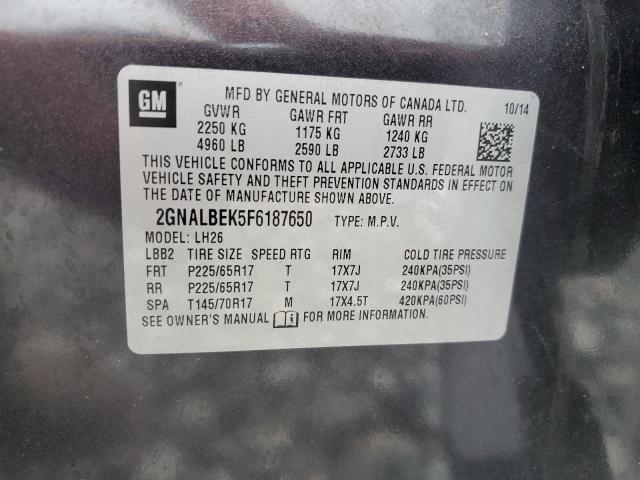 GM
MFD BY GENERAL MOTORS OF CANADA LTD. 10/14
GVWR GAWR FRT GAWR RR
2250 KG 1175 KG 1240 KG
4960 LB 2590 LB 2733 LB
THIS VEHICLE CONFORMS TO ALL APPLICABLE U.S. FEDERAL MOTOR
VEHICLE SAFETY AND THEFT PREVENTION STANDARDS IN EFFECT ON
THE DATE OF MANUFACTURE SHOWN ABOVE.
2GNALBEK5F6187650 TYPE: M.P.V.
MODEL: LH26
LBB2 TIRE SIZE SPEED RTG RIM COLD TIRE PRESSURE
FRT P225/65R17 T 17X7J 240KPA(35PSI)
RR P225/65R17 T 17X7J 240KPA(35PSI)
SPA T145/70R17 M 17X4.5T 420KPA(60PSI)
SEE OWNER'S MANUAL FOR MORE INFORMATION.